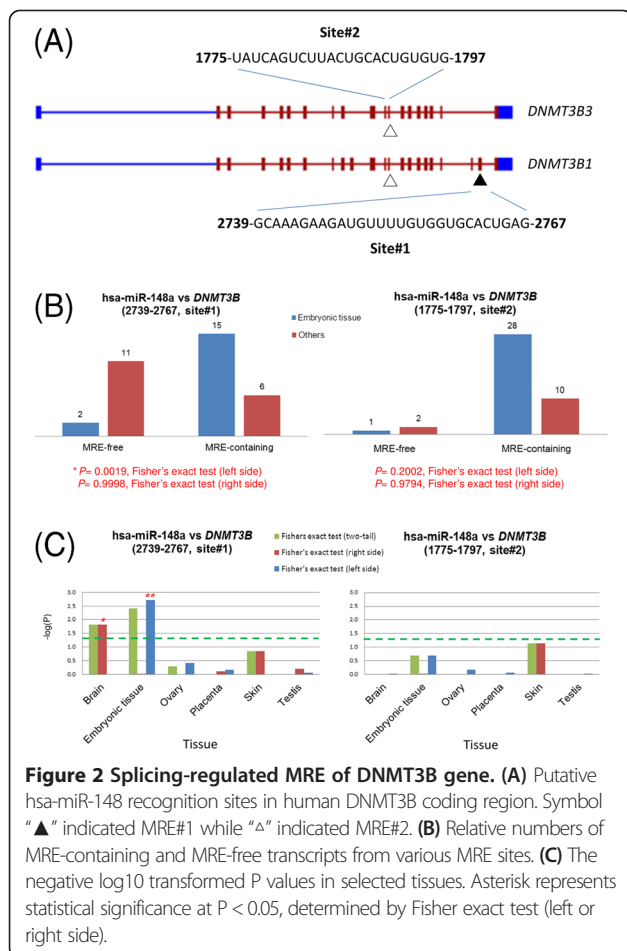 (A)
Site#2
1775-UAUCAGUCUUACUGCACUGUGUG-1797
DNMT3B3
DNMT3B1
2739-GCAAAGAAGAUGUUUUGUGGUGCACUGAG-2767
Site#1
(B)
hsa-miR-148a vs DNMT3B
(2739-2767, site#1)
15
11
6
2
MRE-free
MRE-containing
* P= 0.0019, Fisher's exact test (left side)
P= 0.9998, Fisher's exact test (right side)
Embryonic tissue
Others
hsa-miR-148a vs DNMT3B
(1775-1797, site#2)
28
10
1
2
MRE-free
MRE-containing
P= 0.2002, Fisher's exact test (left side)
P= 0.9794, Fisher's exact test (right side)
(C)
hsa-miR-148a vs DNMT3B
(2739-2767, site#1)
Fishers exact test (two-tail)
Fisher's exact test (right side)
Fisher's exact test (left side)
hsa-miR-148a vs DNMT3B
(1775-1797, site#2)
-log(P)
3.0
2.5
2.0
1.5
1.0
0.5
0.0
*
**
Brain
Embryonic tissue
Ovary
Placenta
Skin
Testis
Tissue
3.0
2.5
2.0
1.5
1.0
0.5
0.0
Brain
Embryonic tissue
Ovary
Placenta
Skin
Testis
Tissue
Figure 2 Splicing-regulated MRE of DNMT3B gene. (A) Putative
hsa-miR-148 recognition sites in human DNMT3B coding region. Symbol
"▲" indicated MRE#1 while "△" indicated MRE#2. (B) Relative numbers of
MRE-containing and MRE-free transcripts from various MRE sites. (C) The
negative log10 transformed P values in selected tissues. Asterisk represents
statistical significance at P < 0.05, determined by Fisher exact test (left or
right side).